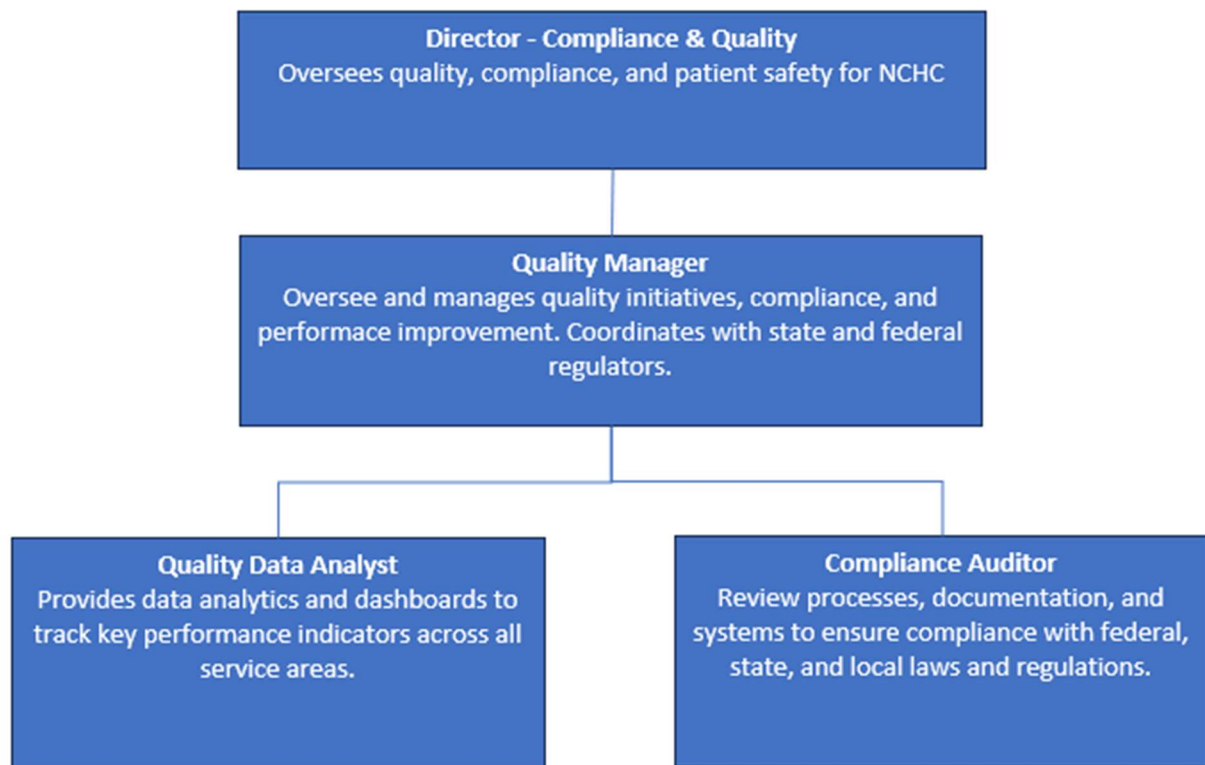 Director - Compliance & Quality
Oversees quality, compliance, and patient safety for NCHC
Quality Manager
Oversee and manages quality initiatives, compliance, and
performace improvement. Coordinates with state and federal
regulators.
Quality Data Analyst
Provides data analytics and dashboards to
track key performance indicators across all
service areas.
Compliance Auditor
Review processes, documentation, and
systems to ensure compliance with federal,
state, and local laws and regulations.